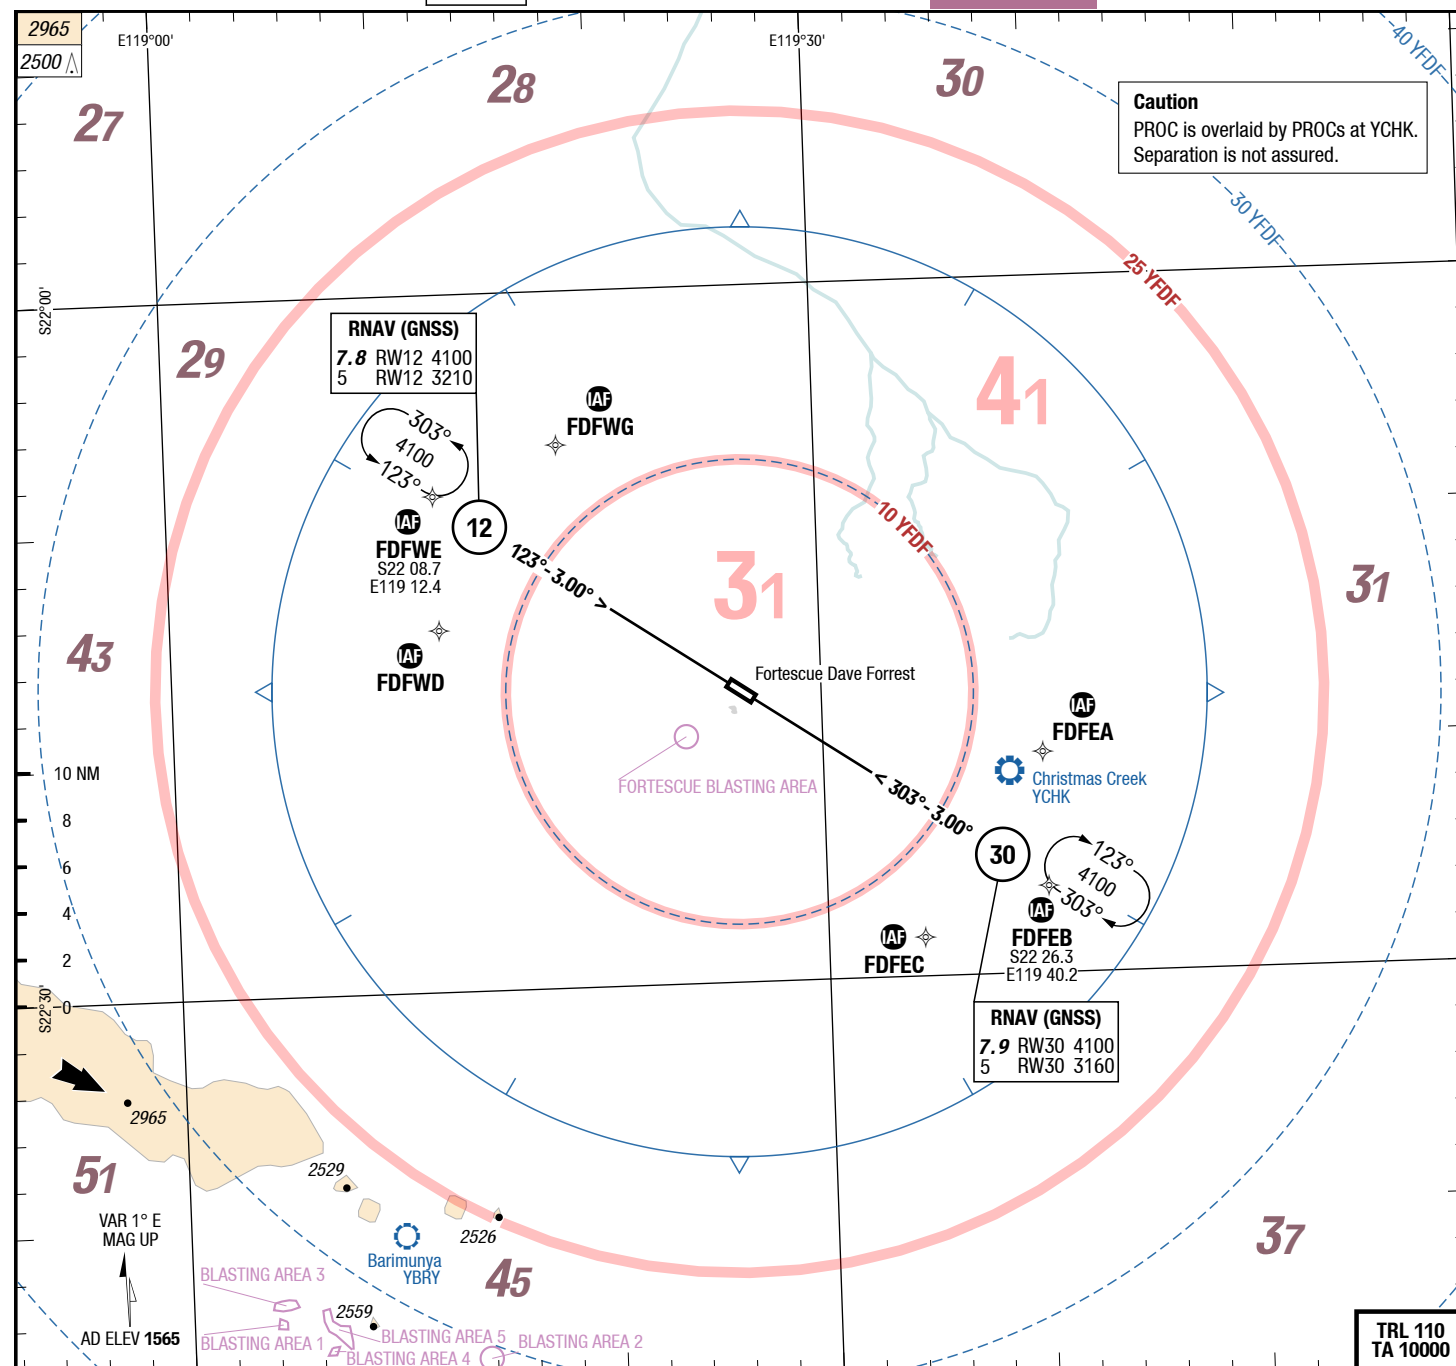 2965
2500
E119°00'
E119°30'
27
28
30
40 YFDF
Caution
PROC is overlaid by PROCs at YCHK.
Separation is not assured.
30 YFDF
25 YFDF
S22°00'
RNAV (GNSS)
7.8 RW12 4100
5 RW12 3210
29
41
IAF
FDFWG
303°
4100
123°
IAF
FDFWE
S22 08.7
E119 12.4
12
123°-3.00° >
10 YFDF
31
31
43
IAF
FDFWD
Fortescue Dave Forrest
IAF
FDFEA
FORTESCUE BLASTING AREA
Christmas Creek
YCHK
< 303°-3.00°
30
123°
4100
303°
IAF
FDFEB
S22 26.3
E119 40.2
IAF
FDFEC
10 NM
8
6
4
2
0
S22°30'
RNAV (GNSS)
7.9 RW30 4100
5 RW30 3160
2965
51
2529
2526
Barimunya
YBRY
45
37
VAR 1° E
MAG UP
AD ELEV 1565
BLASTING AREA 3
BLASTING AREA 1
2559
BLASTING AREA 5
BLASTING AREA 4
BLASTING AREA 2
TRL 110
TA 10000